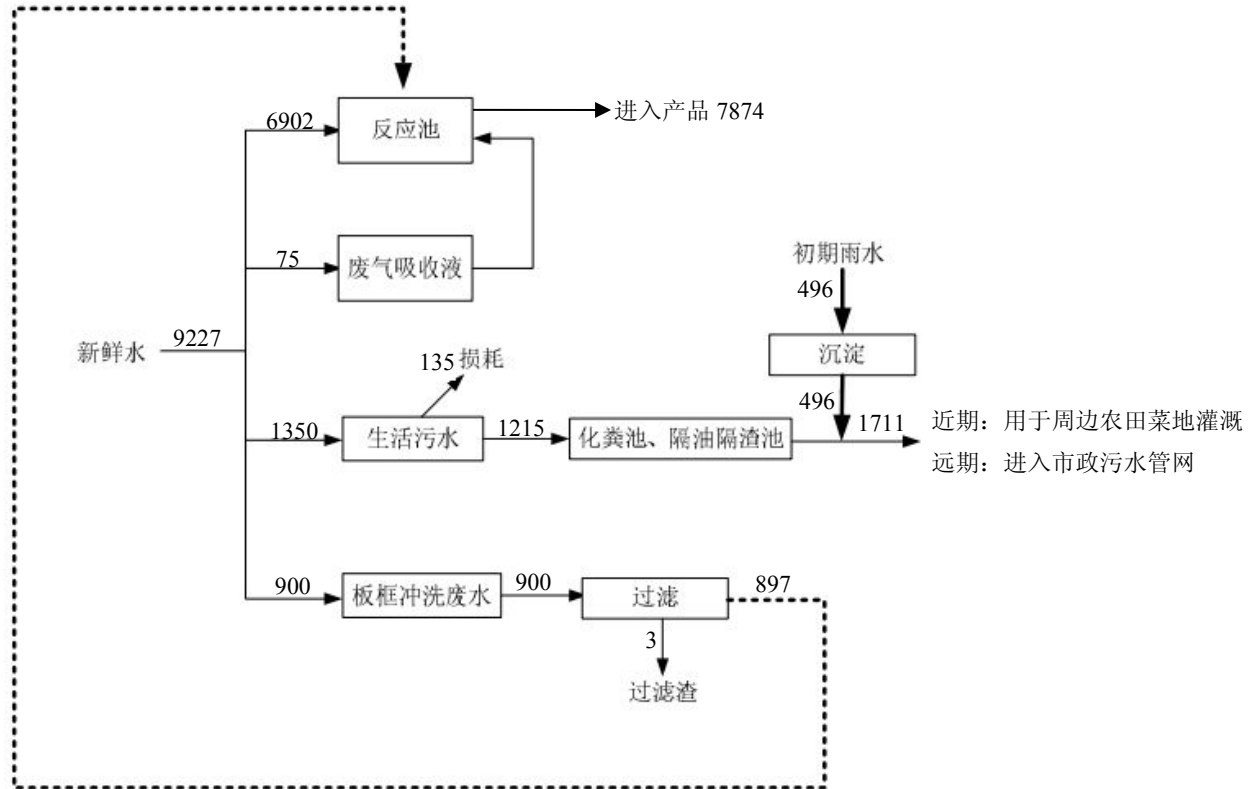 6902
反应池
进入产品 7874
75
废气吸收液
初期雨水
496
沉淀
496
新鲜水
9227
135 损耗
1350
生活污水
1215
化粪池、隔油隔渣池
1711
近期：用于周边农田菜地灌溉
远期：进入市政污水管网
900
板框冲洗废水
900
过滤
897
3
过滤渣